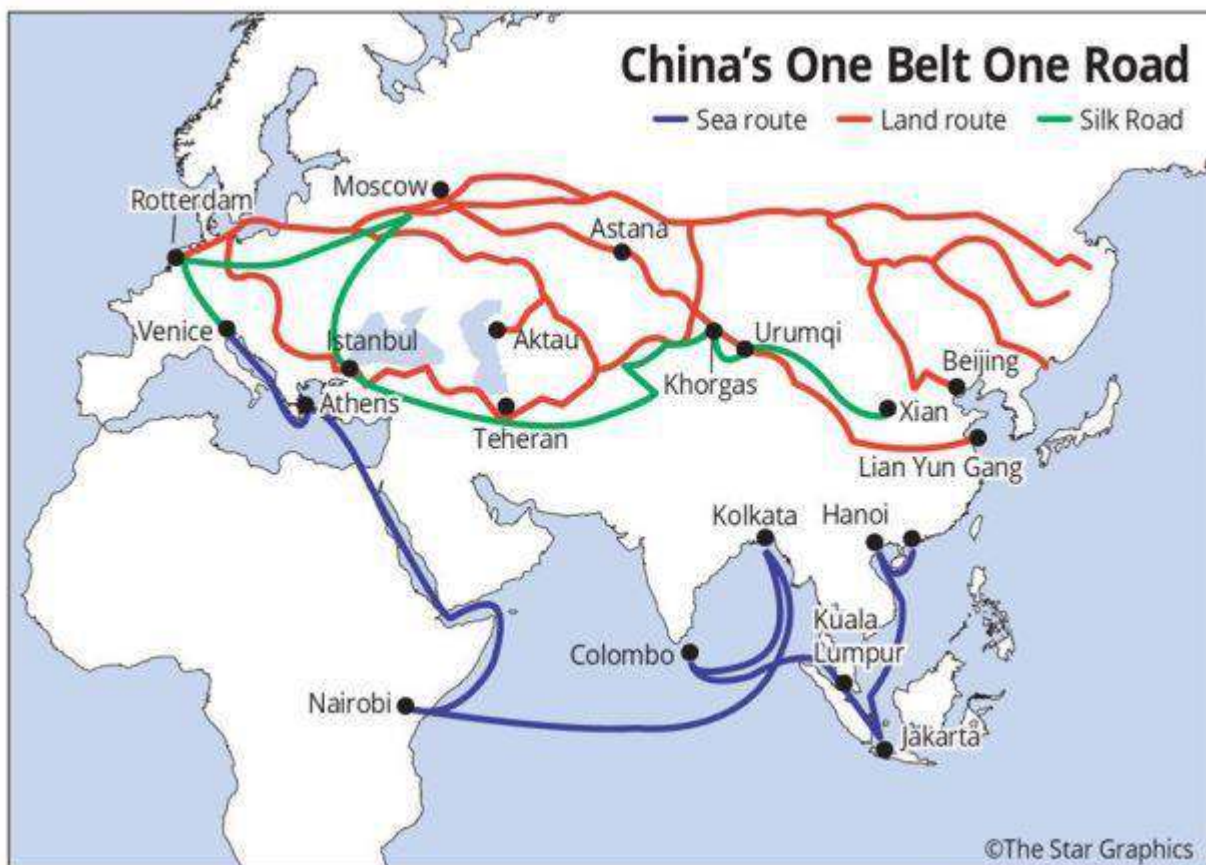 China's One Belt One Road
Sea route Land route Silk Road
Moscow
Rotterdam
Astana
Venice
Istanbul
Aktau
Urumqi
Khorgas
Beijing
Athens
Xian
Teheran
Lian Yun Gang
Kolkata
Hanoi
Kuala
Lumpur
Colombo
Nairobi
Jakarta
©The Star Graphics